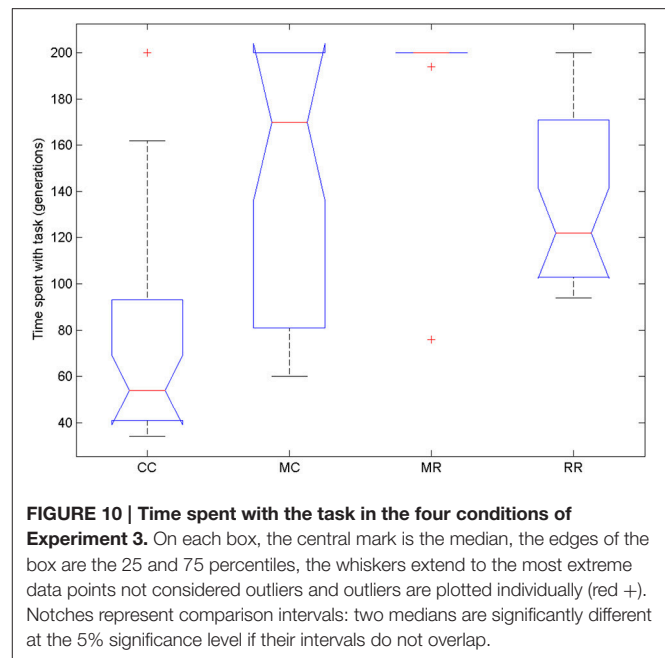 200
180
160
140
120
100
80
60
40
Time spent with task (generations)
CC MC MR RR
FIGURE 10 | Time spent with the task in the four conditions of
Experiment 3. On each box, the central mark is the median, the edges of the
box are the 25 and 75 percentiles, the whiskers extend to the most extreme
data points not considered outliers and outliers are plotted individually (red +).
Notches represent comparison intervals: two medians are significantly different
at the 5% significance level if their intervals do not overlap.